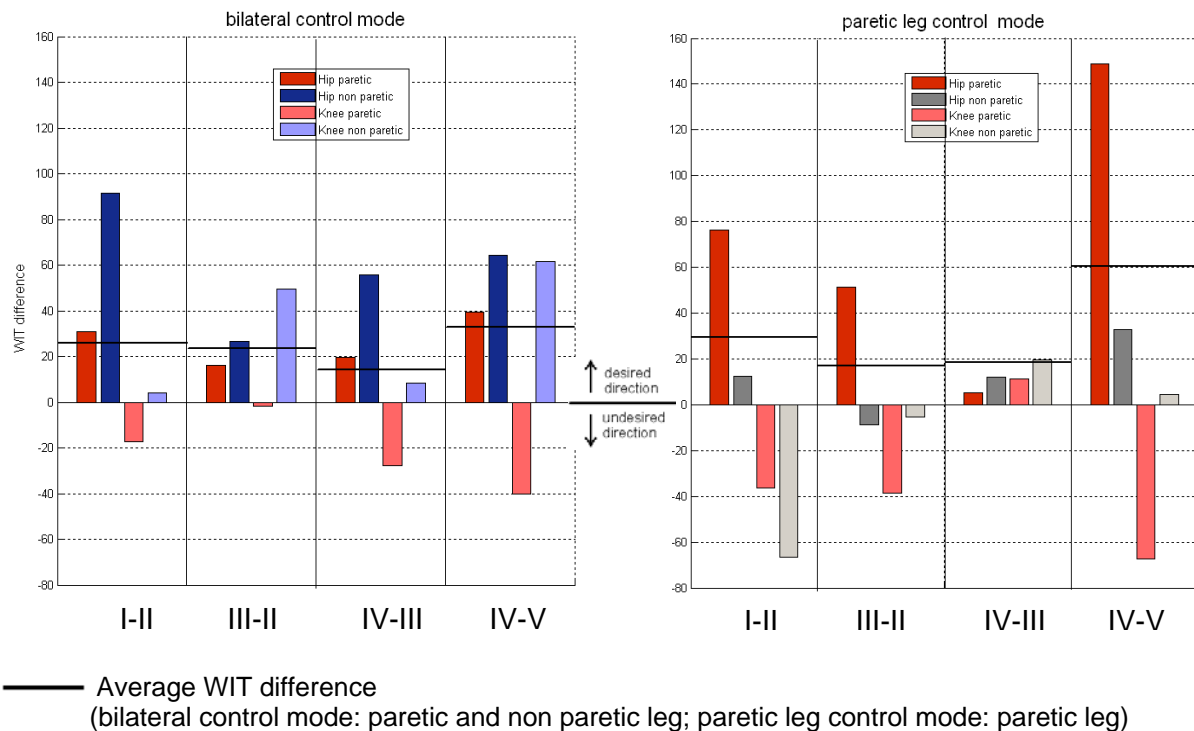 bilateral control mode
160
140
120
100
80
60
40
20
0
-20
-40
-60
-80
WIT difference
Hip paretic
Hip non paretic
Knee paretic
Knee non paretic
I-II III-II IV-III IV-V
desired
direction
undesired
direction
paretic leg control mode
160
140
120
100
80
60
40
20
0
-20
-40
-60
-80
Hip paretic
Hip non paretic
Knee paretic
Knee non paretic
I-II III-II IV-III IV-V
Average WIT difference
(bilateral control mode: paretic and non paretic leg; paretic leg control mode: paretic leg)